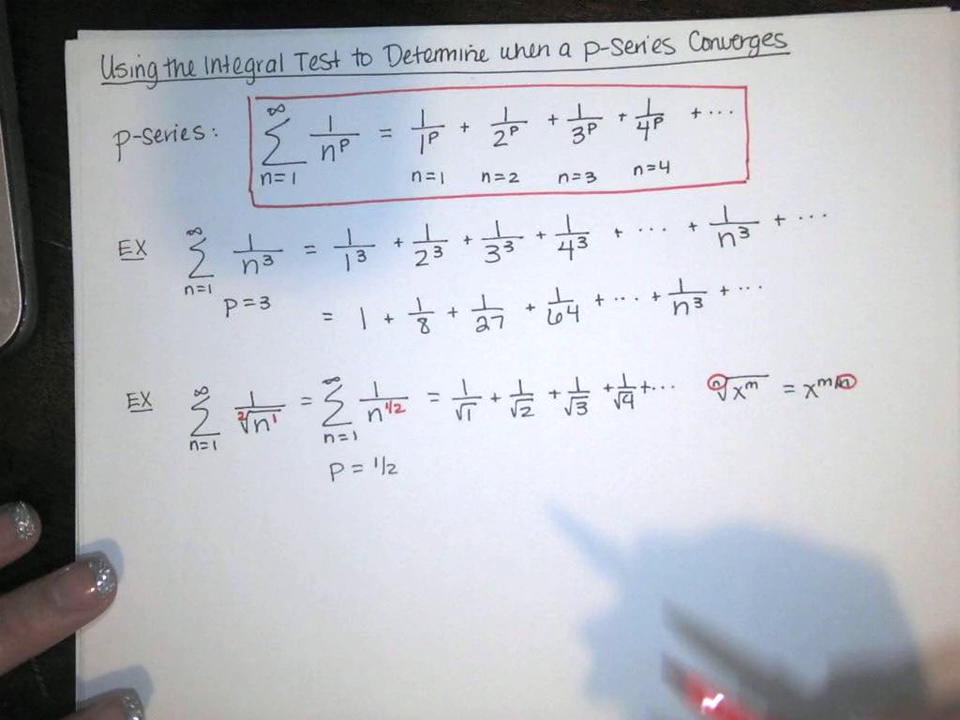 Using the Integral Test to Determine when a p-series Converges
p-series: ∞ ∑ n=1 1/n^p = 1/1^p + 1/2^p + 1/3^p + 1/4^p + ...
n=1 n=2 n=3 n=4
EX ∞ ∑ n=1 1/n^3 = 1/1^3 + 1/2^3 + 1/3^3 + 1/4^3 + ... + 1/n^3 + ...
p=3 = 1 + 1/8 + 1/27 + 1/64 + ... + 1/n^3 + ...
EX ∞ ∑ n=1 1/²√n^1 = ∞ ∑ n=1 1/n^1/2 = 1/√1 + 1/√2 + 1/√3 + 1/√4 + ... ⁿ√x^m = x^m/n
p = 1/2